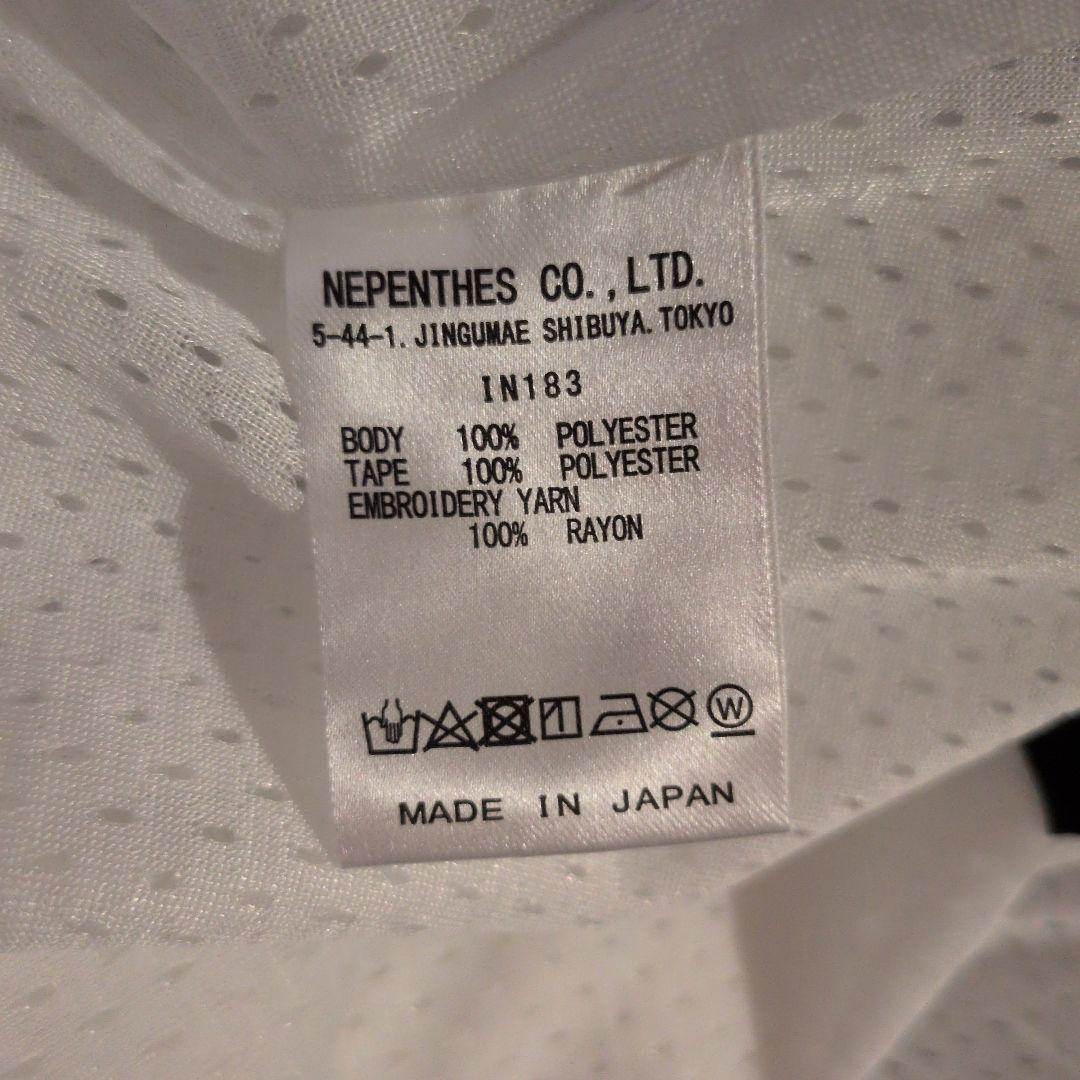 NEPENTHES CO.,LTD.
5-44-1. JINGUMAE SHIBUYA. TOKYO
IN183
BODY 100% POLYESTER
TAPE 100% POLYESTER
EMBROIDERY YARN
100% RAYON
W
MADE IN JAPAN